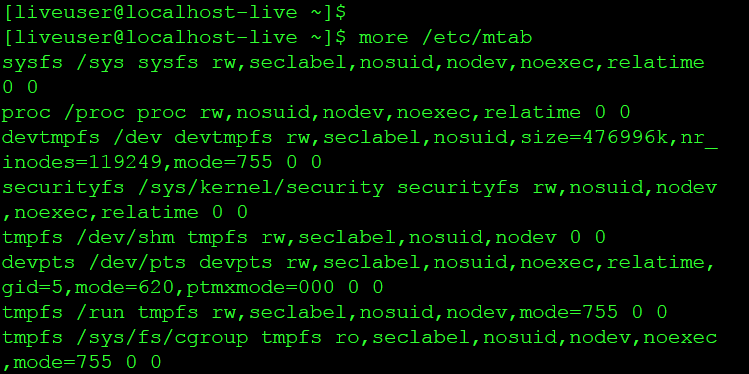 [liveuser@localhost-live ~]$
[liveuser@localhost-live ~]$ more /etc/mtab
sysfs /sys sysfs rw,seclabel,nosuid,nodev,noexec,relatime
0 0
proc /proc proc rw,nosuid,nodev,noexec,relatime 0 0
devtmpfs /dev devtmpfs rw,seclabel,nosuid,size=476996k,nr_
inodes=119249,mode=755 0 0
securityfs /sys/kernel/security securityfs rw,nosuid,nodev
,noexec,relatime 0 0
tmpfs /dev/shm tmpfs rw,seclabel,nosuid,nodev 0 0
devpts /dev/pts devpts rw,seclabel,nosuid,noexec,relatime,
gid=5,mode=620,ptmxmode=000 0 0
tmpfs /run tmpfs rw,seclabel,nosuid,nodev,mode=755 0 0
tmpfs /sys/fs/cgroup tmpfs ro,seclabel,nosuid,nodev,noexec
,mode=755 0 0